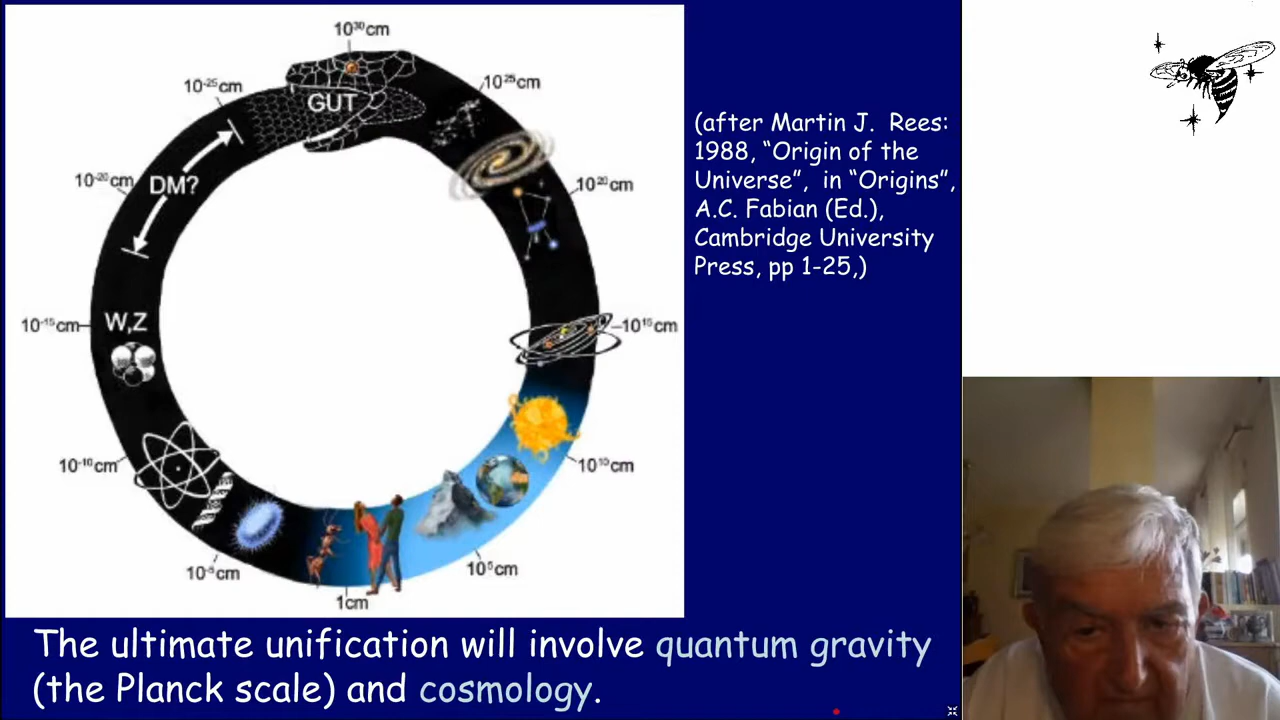 10³⁰cm
10⁻²⁵cm
10²⁵cm
GUT
10⁻²⁰cm
DM?
10²⁰cm
10⁻¹⁵cm
W,Z
10¹⁵cm
10⁻¹⁰cm
10¹⁰cm
10⁻⁵cm
10⁵cm
1cm
(after Martin J. Rees:
1988, “Origin of the
Universe”, in “Origins”,
A.C. Fabian (Ed.),
Cambridge University
Press, pp 1-25,)
The ultimate unification will involve quantum gravity
(the Planck scale) and cosmology.